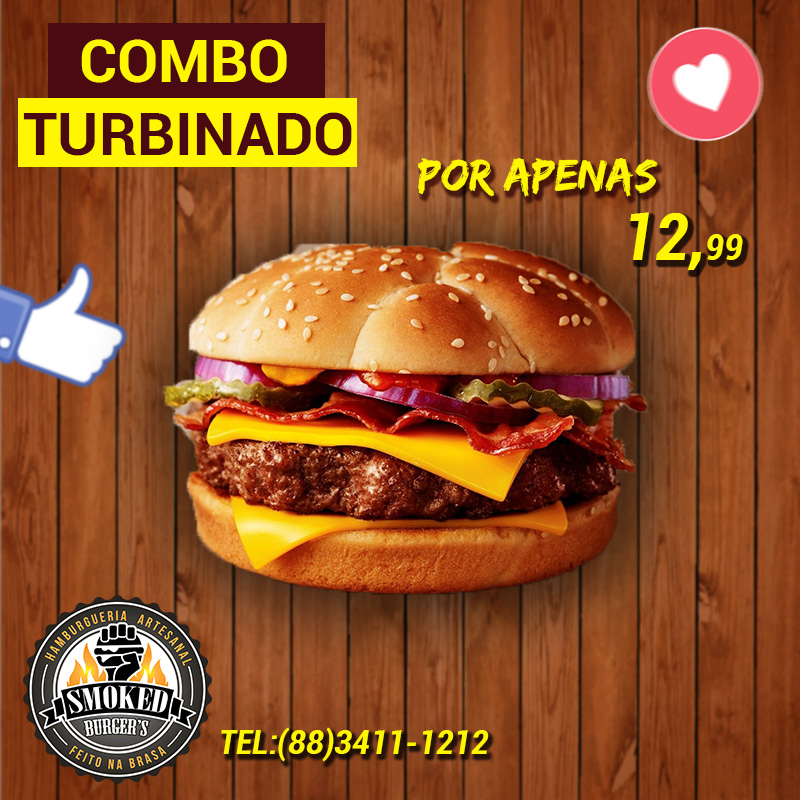 COMBO
TURBINADO
POR APENAS
12,99
HAMBURGUERIA ARTESANAL
SMOKED
BURGER'S
FEITO NA BRASA
TEL:(88)3411-1212